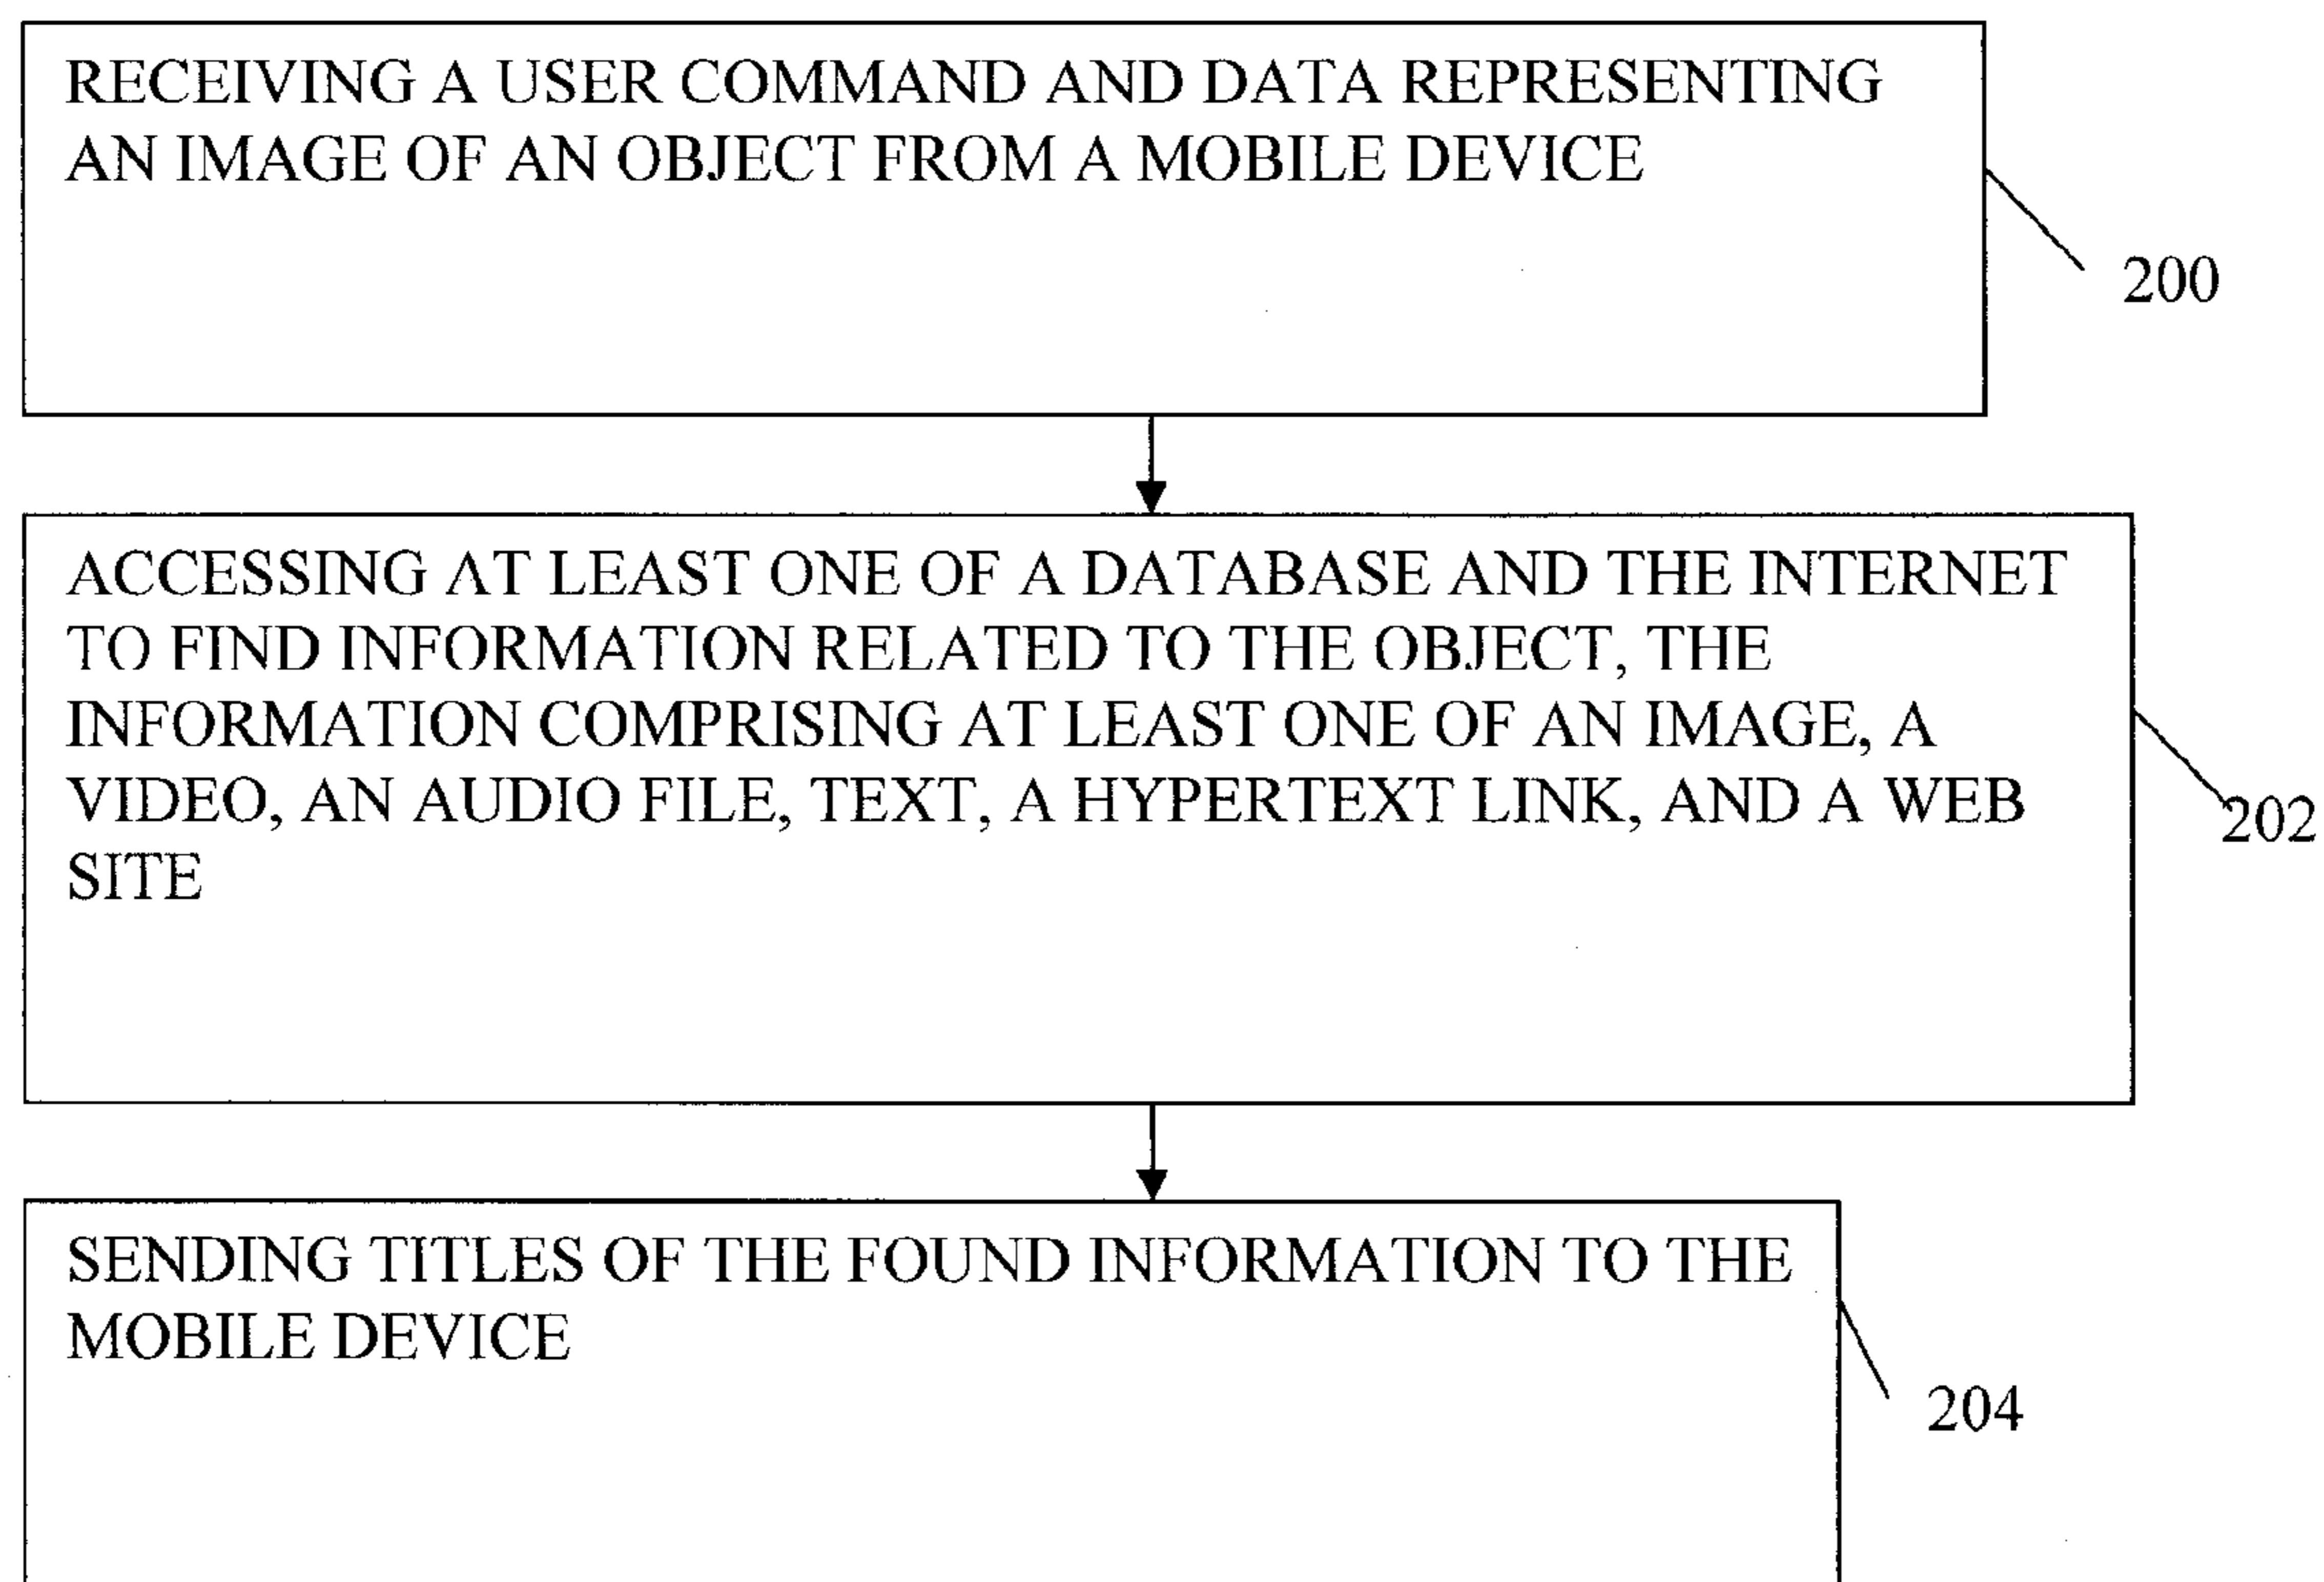 RECEIVING A USER COMMAND AND DATA REPRESENTING
AN IMAGE OF AN OBJECT FROM A MOBILE DEVICE
200
ACCESSING AT LEAST ONE OF A DATABASE AND THE INTERNET
TO FIND INFORMATION RELATED TO THE OBJECT, THE
INFORMATION COMPRISING AT LEAST ONE OF AN IMAGE, A
VIDEO, AN AUDIO FILE, TEXT, A HYPERTEXT LINK, AND A WEB
SITE
202
SENDING TITLES OF THE FOUND INFORMATION TO THE
MOBILE DEVICE
204